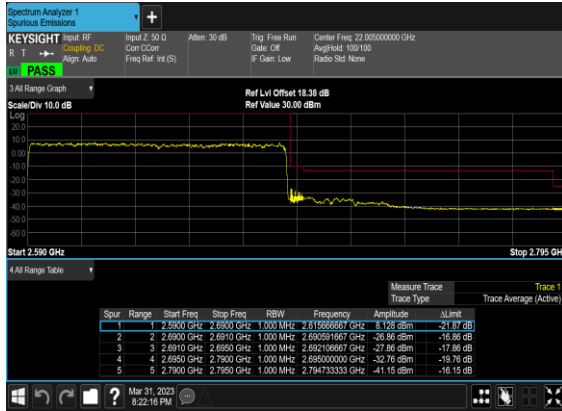 Spectrum Analyzer 1
Spurious Emissions
KEYSIGHT Input: RF Input Z: 50 Ω Atten: 30 dB Trig: Free Run Center Freq: 22.005000000 GHz
R T Coupling: DC Corr CCorr Gate: Off Avg|Hold: 100/100
Align: Auto Freq Ref: Int (S) IF Gain: Low Radio Std: None
PASS
3 All Range Graph
Ref Lvl Offset 18.38 dB
Scale/Div 10.0 dB Ref Value 30.00 dBm
Log
20.0
10.0
0.00
-10.0
-20.0
-30.0
-40.0
-50.0
-60.0
Start 2.590 GHz Stop 2.795 GH
4 All Range Table
Measure Trace Trace 1
Trace Type Trace Average (Active)
Spur Range Start Freq Stop Freq RBW Frequency Amplitude ΔLimit
1 1 2.5900 GHz 2.6900 GHz 1.000 MHz 2.615666667 GHz 8.128 dBm -21.87 dB
2 2 2.6900 GHz 2.6910 GHz 1.000 MHz 2.690591667 GHz -26.86 dBm -16.86 dB
3 3 2.6910 GHz 2.6950 GHz 1.000 MHz 2.692106667 GHz -27.86 dBm -17.86 dB
4 4 2.6950 GHz 2.7900 GHz 1.000 MHz 2.695000000 GHz -32.76 dBm -19.76 dB
5 5 2.7900 GHz 2.7950 GHz 1.000 MHz 2.794733333 GHz -41.15 dBm -16.15 dB
Mar 31, 2023
8:22:16 PM